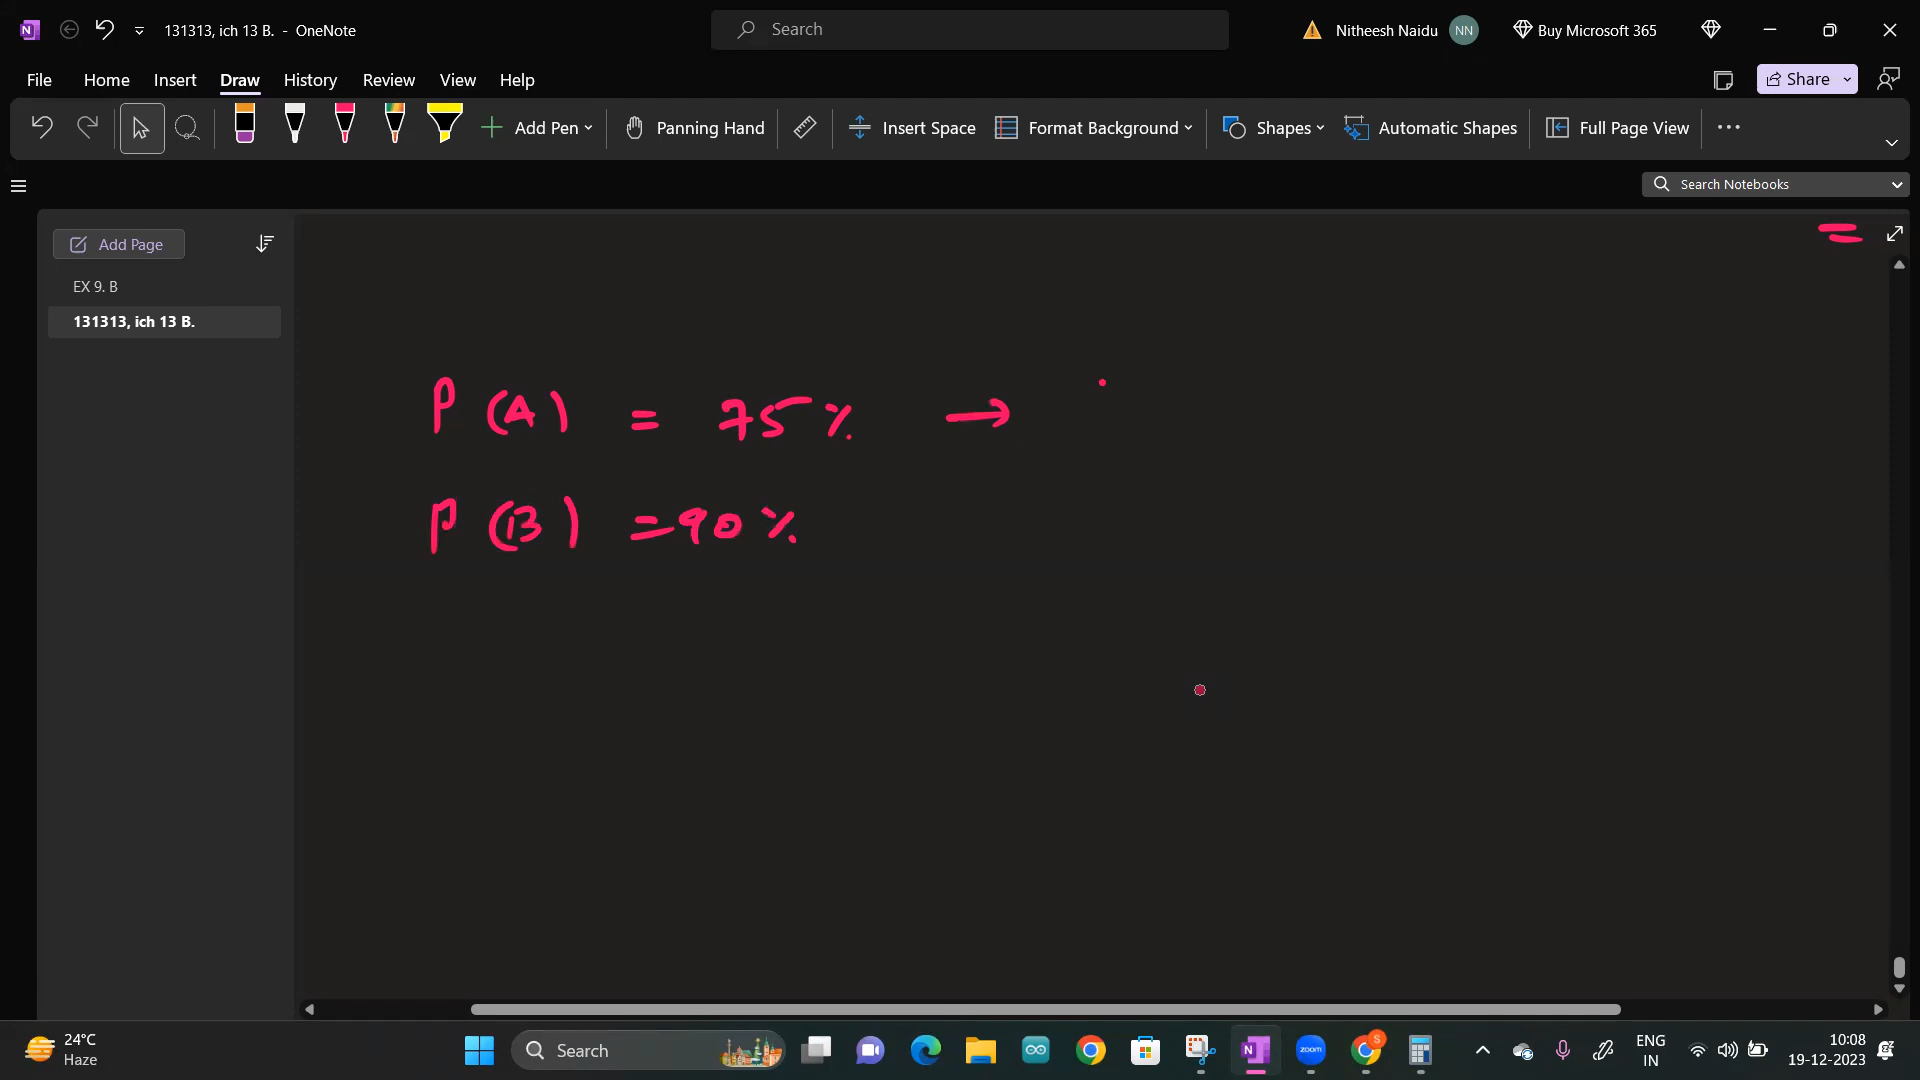 131313, ich 13 B. - OneNote
Search
Nitheesh Naidu
NN
Buy Microsoft 365
File Home Insert Draw History Review View Help
Share
Add Pen
Panning Hand
Insert Space
Format Background
Shapes
Automatic Shapes
Full Page View
Search Notebooks
Add Page
EX 9. B
131313, ich 13 B.
P (A) = 75 % →
P (B) = 90 %
24°C
Haze
Search
zoom
S
ENG
IN
10:08
19-12-2023